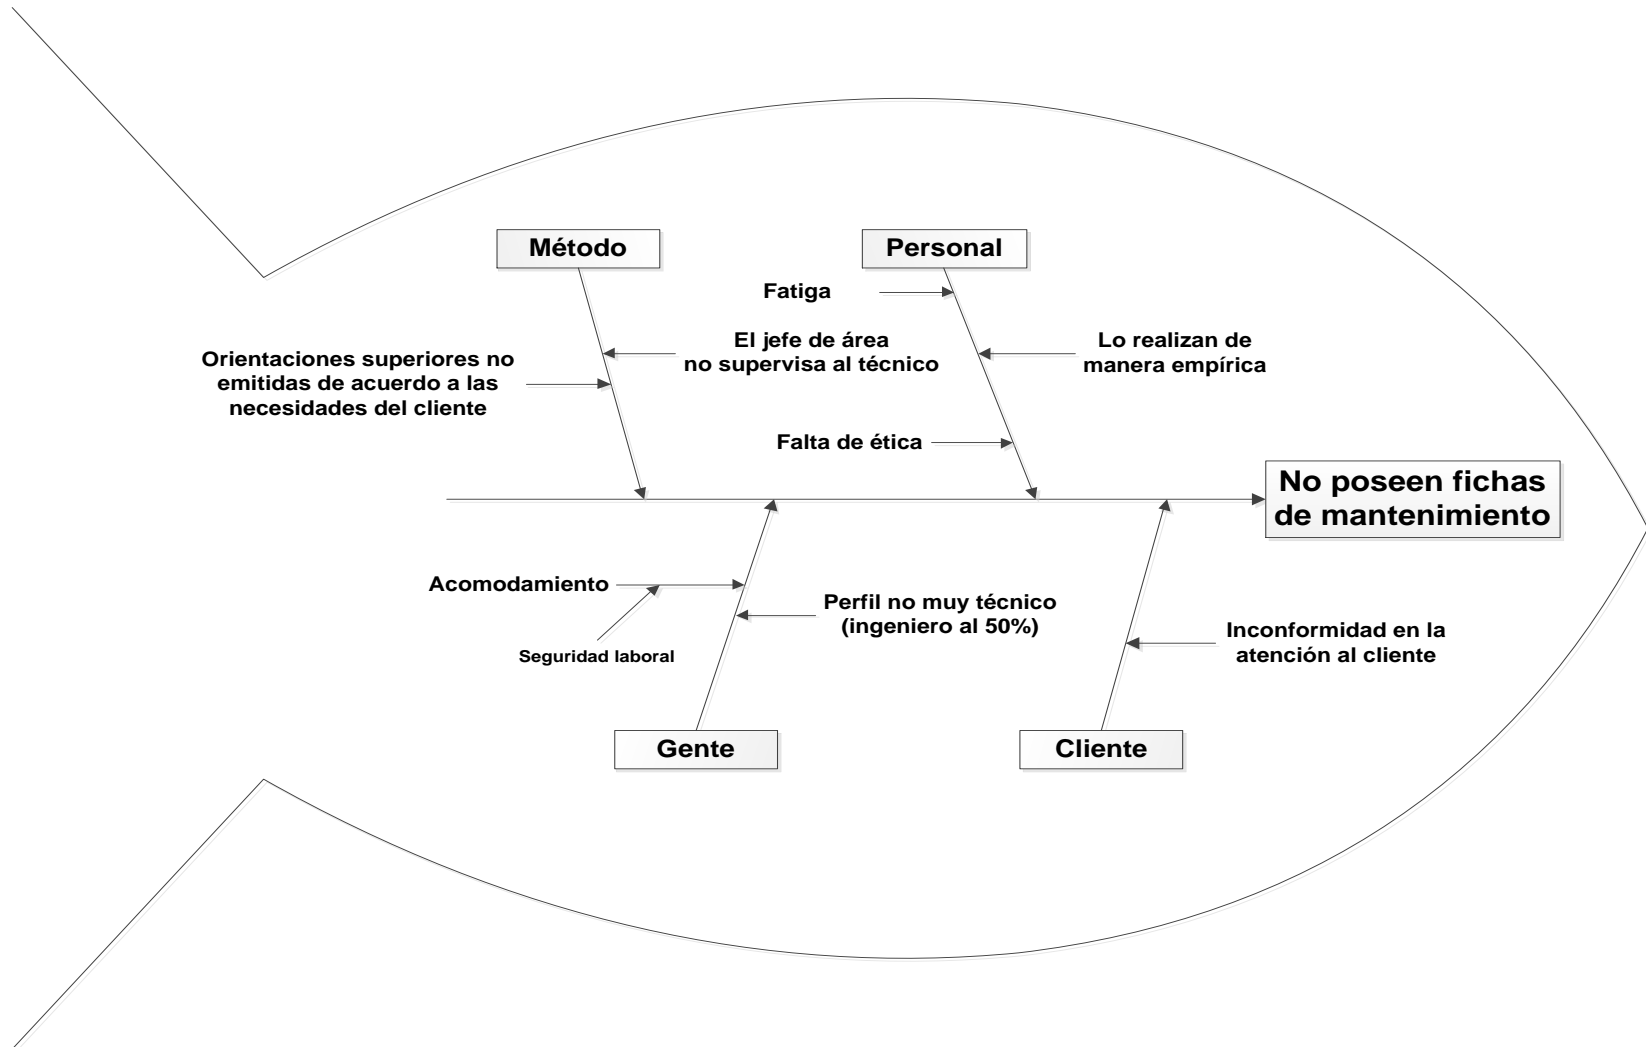 Método
Personal
Fatiga
El jefe de área
no supervisa al técnico
Lo realizan de
manera empírica
Orientaciones superiores no
emitidas de acuerdo a las
necesidades del cliente
Falta de ética
No poseen fichas
de mantenimiento
Acomodamiento
Perfil no muy técnico
(ingeniero al 50%)
Seguridad laboral
Inconformidad en la
atención al cliente
Gente
Cliente